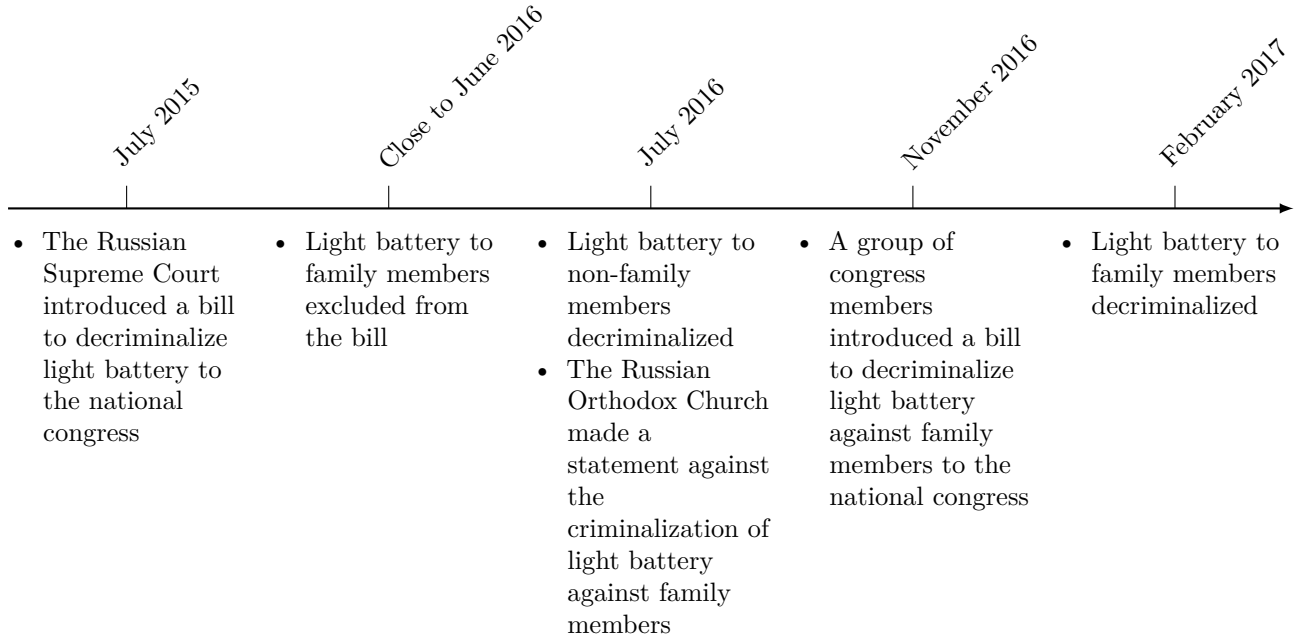 July 2015
Close to June 2016
July 2016
November 2016
February 2017
• The Russian
Supreme Court
introduced a bill
to decriminalize
light battery to
the national
congress
• Light battery to
family members
excluded from
the bill
• Light battery to
non-family
members
decriminalized
• The Russian
Orthodox Church
made a
statement against
the
criminalization of
light battery
against family
members
• A group of
congress
members
introduced a bill
to decriminalize
light battery
against family
members to the
national congress
• Light battery to
family members
decriminalized